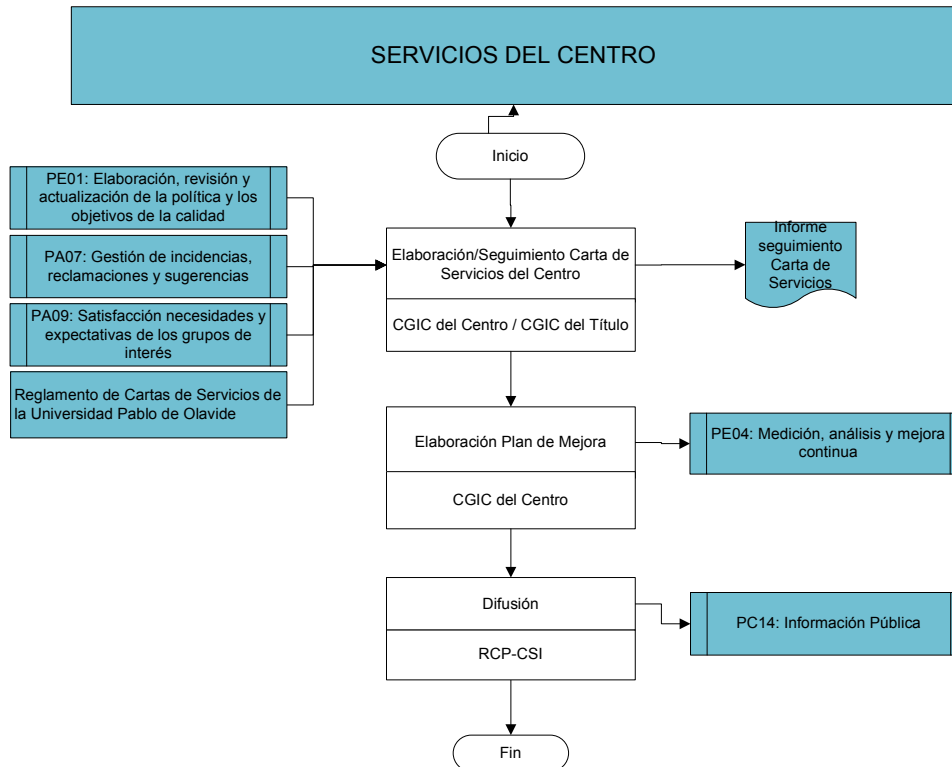 SERVICIOS DEL CENTRO
Inicio
PE01: Elaboración, revisión y
actualización de la política y los
objetivos de la calidad
PA07: Gestión de incidencias,
reclamaciones y sugerencias
PA09: Satisfacción necesidades y
expectativas de los grupos de
interés
Reglamento de Cartas de Servicios de
la Universidad Pablo de Olavide
Elaboración/Seguimiento Carta de
Servicios del Centro
CGIC del Centro / CGIC del Título
Informe
seguimiento
Carta de
Servicios
Elaboración Plan de Mejora
CGIC del Centro
PE04: Medición, análisis y mejora
continua
Difusión
RCP-CSI
PC14: Información Pública
Fin